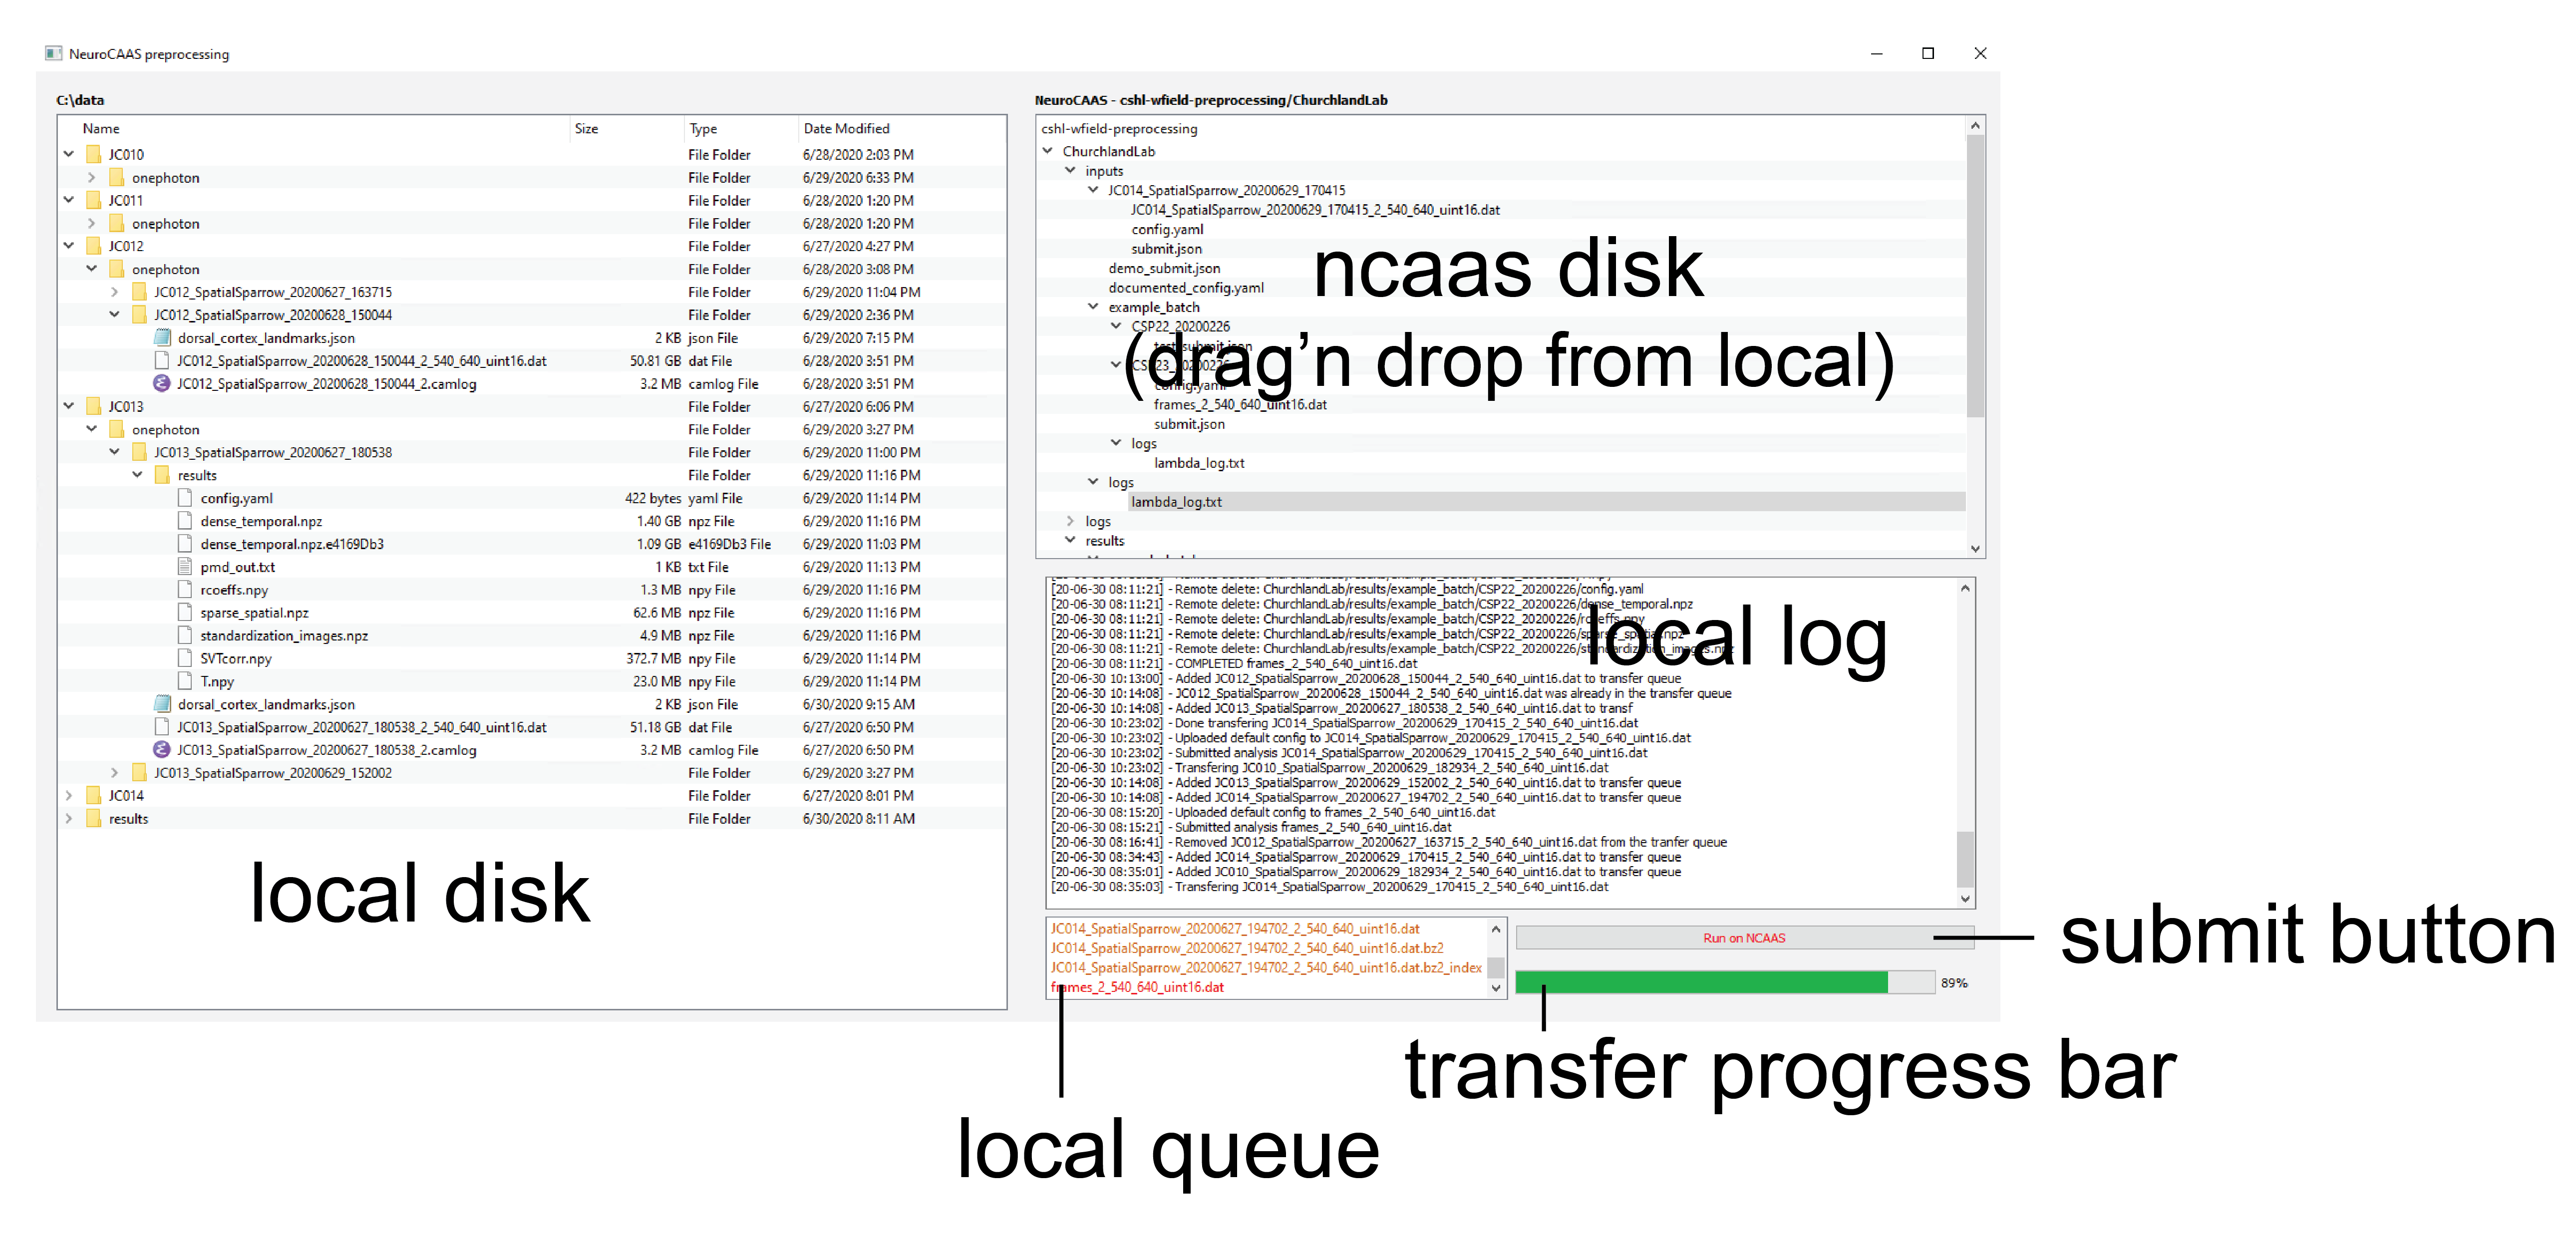 NeuroCAAS preprocessing
C:\data
Name Size Type Date Modified
JC010 File Folder 6/28/2020 2:03 PM
onephoton File Folder 6/29/2020 6:33 PM
JC011 File Folder 6/28/2020 1:20 PM
onephoton File Folder 6/28/2020 1:20 PM
JC012 File Folder 6/27/2020 4:27 PM
onephoton File Folder 6/28/2020 3:08 PM
JC012_SpatialSparrow_20200627_163715 File Folder 6/29/2020 11:04 PM
JC012_SpatialSparrow_20200628_150044 File Folder 6/29/2020 2:36 PM
dorsal_cortex_landmarks.json 2 KB json File 6/29/2020 7:15 PM
JC012_SpatialSparrow_20200628_150044_2_540_640_uint16.dat 50.81 GB dat File 6/28/2020 3:51 PM
JC012_SpatialSparrow_20200628_150044_2.camlog 3.2 MB camlog File 6/28/2020 3:51 PM
JC013 File Folder 6/27/2020 6:06 PM
onephoton File Folder 6/29/2020 3:27 PM
JC013_SpatialSparrow_20200627_180538 File Folder 6/29/2020 11:00 PM
results File Folder 6/29/2020 11:16 PM
config.yaml 422 bytes yaml File 6/29/2020 11:14 PM
dense_temporal.npz 1.40 GB npz File 6/29/2020 11:16 PM
dense_temporal.npz.e4169Db3 1.09 GB e4169Db3 File 6/29/2020 11:03 PM
pmd_out.txt 1 KB txt File 6/29/2020 11:13 PM
rcoeffs.npy 1.3 MB npy File 6/29/2020 11:16 PM
sparse_spatial.npz 62.6 MB npz File 6/29/2020 11:16 PM
standardization_images.npz 4.9 MB npz File 6/29/2020 11:16 PM
SVTcorr.npy 372.7 MB npy File 6/29/2020 11:14 PM
T.npy 23.0 MB npy File 6/29/2020 11:14 PM
dorsal_cortex_landmarks.json 2 KB json File 6/30/2020 9:15 AM
JC013_SpatialSparrow_20200627_180538_2_540_640_uint16.dat 51.18 GB dat File 6/27/2020 6:50 PM
JC013_SpatialSparrow_20200627_180538_2.camlog 3.2 MB camlog File 6/27/2020 6:50 PM
JC013_SpatialSparrow_20200629_152002 File Folder 6/29/2020 3:27 PM
JC014 File Folder 6/27/2020 8:01 PM
results File Folder 6/30/2020 8:11 AM
local disk
NeuroCAAS - cshl-wfield-preprocessing/ChurchlandLab
cshl-wfield-preprocessing
ChurchlandLab
inputs
JC014_SpatialSparrow_20200629_170415
JC014_SpatialSparrow_20200629_170415_2_540_640_uint16.dat
config.yaml
submit.json
demo_submit.json
documented_config.yaml
example_batch
CSP22_20200226
test_submit.json
CSP23_20200226
config.yaml
frames_2_540_640_uint16.dat
submit.json
logs
lambda_log.txt
logs
lambda_log.txt
logs
results
ncaas disk
(drag'n drop from local)
[20-06-30 08:11:21] - Remote delete: ChurchlandLab/results/example_batch/CSP22_20200226/config.yaml
[20-06-30 08:11:21] - Remote delete: ChurchlandLab/results/example_batch/CSP22_20200226/dense_temporal.npz
[20-06-30 08:11:21] - Remote delete: ChurchlandLab/results/example_batch/CSP22_20200226/rcoeffs.npy
[20-06-30 08:11:21] - Remote delete: ChurchlandLab/results/example_batch/CSP22_20200226/sparse_spatial.npz
[20-06-30 08:11:21] - Remote delete: ChurchlandLab/results/example_batch/CSP22_20200226/standardization_images.npz
[20-06-30 08:11:21] - COMPLETED frames_2_540_640_uint16.dat
[20-06-30 10:13:00] - Added JC012_SpatialSparrow_20200628_150044_2_540_640_uint16.dat to transfer queue
[20-06-30 10:14:08] - JC012_SpatialSparrow_20200628_150044_2_540_640_uint16.dat was already in the transfer queue
[20-06-30 10:14:08] - Added JC013_SpatialSparrow_20200627_180538_2_540_640_uint16.dat to transf
[20-06-30 10:23:02] - Done transfering JC014_SpatialSparrow_20200629_170415_2_540_640_uint16.dat
[20-06-30 10:23:02] - Uploaded default config to JC014_SpatialSparrow_20200629_170415_2_540_640_uint16.dat
[20-06-30 10:23:02] - Submitted analysis JC014_SpatialSparrow_20200629_170415_2_540_640_uint16.dat
[20-06-30 10:23:02] - Transfering JC010_SpatialSparrow_20200629_182934_2_540_640_uint16.dat
[20-06-30 10:14:08] - Added JC013_SpatialSparrow_20200629_152002_2_540_640_uint16.dat to transfer queue
[20-06-30 10:14:08] - Added JC014_SpatialSparrow_20200627_194702_2_540_640_uint16.dat to transfer queue
[20-06-30 08:15:20] - Uploaded default config to frames_2_540_640_uint16.dat
[20-06-30 08:15:21] - Submitted analysis frames_2_540_640_uint16.dat
[20-06-30 08:16:41] - Removed JC012_SpatialSparrow_20200627_163715_2_540_640_uint16.dat from the tranfer queue
[20-06-30 08:34:43] - Added JC014_SpatialSparrow_20200629_170415_2_540_640_uint16.dat to transfer queue
[20-06-30 08:35:01] - Added JC010_SpatialSparrow_20200629_182934_2_540_640_uint16.dat to transfer queue
[20-06-30 08:35:03] - Transfering JC014_SpatialSparrow_20200629_170415_2_540_640_uint16.dat
local log
JC014_SpatialSparrow_20200627_194702_2_540_640_uint16.dat
JC014_SpatialSparrow_20200627_194702_2_540_640_uint16.dat.bz2
JC014_SpatialSparrow_20200627_194702_2_540_640_uint16.dat.bz2_index
frames_2_540_640_uint16.dat
Run on NCAAS
89%
submit button
transfer progress bar
local queue